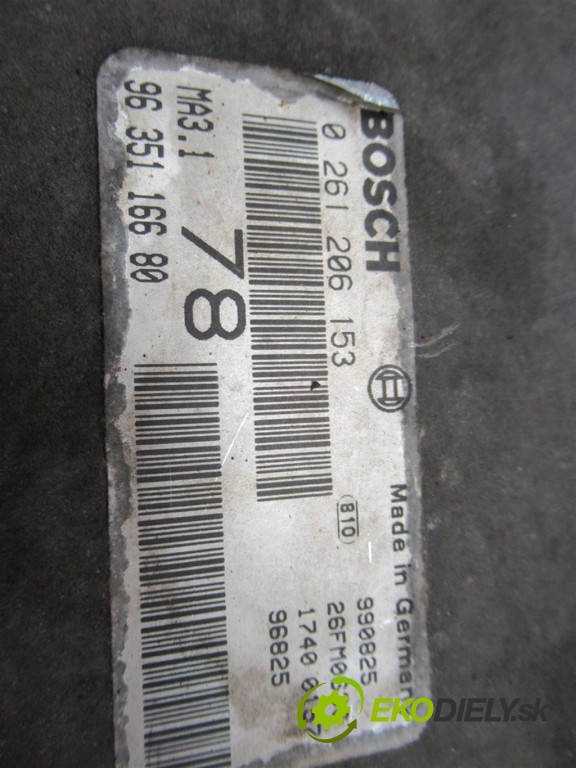 BOSCH
Made in German
0 261 206 153
810
990825
26FM0
1740 0
96825
78
MA3.1
96 351 166 80
EKODIELY.sk